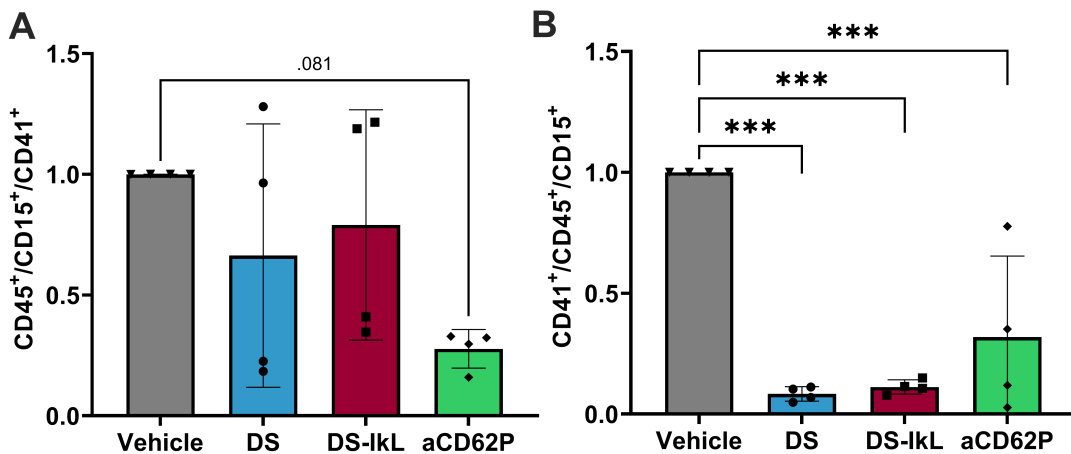 A
CD45⁺/CD15⁺/CD41⁺
1.5
1.0
0.5
0.0
.081
Vehicle DS DS-IkL aCD62P
B
CD41⁺/CD45⁺/CD15⁺
1.5
1.0
0.5
0.0
***
***
***
Vehicle DS DS-IkL aCD62P